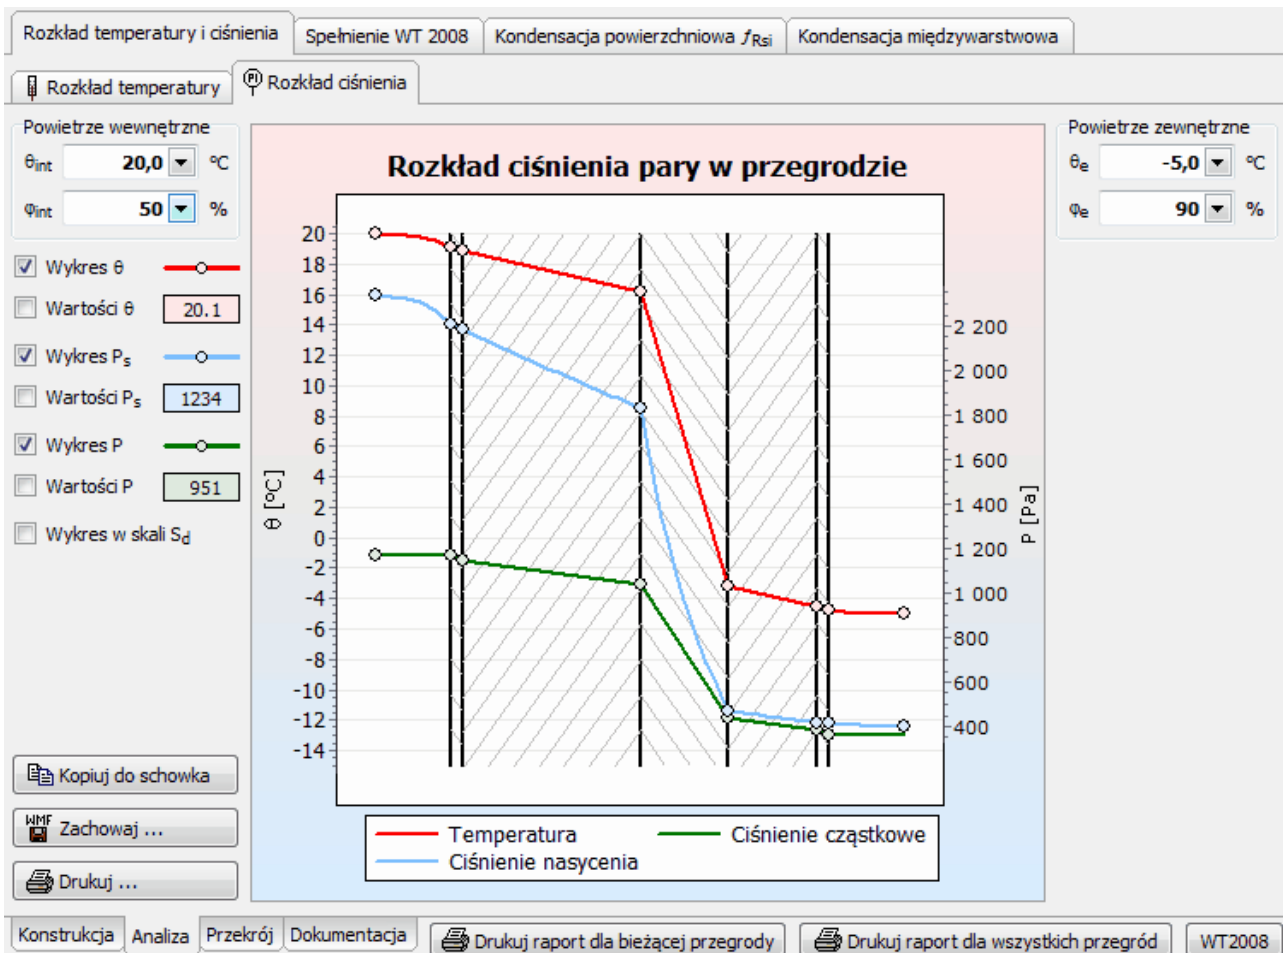 Rozkład temperatury i ciśnienia
Spełnienie WT 2008
Kondensacja powierzchniowa fRsi
Kondensacja międzywarstwowa
Rozkład temperatury
PI Rozkład ciśnienia
Powietrze wewnętrzne
θint 20,0 °C
φint 50 %
Wykres θ
Wartości θ 20.1
Wykres Ps
Wartości Ps 1234
Wykres P
Wartości P 951
Wykres w skali Sd
Kopiuj do schowka
WMF Zachowaj ...
Drukuj ...
Rozkład ciśnienia pary w przegrodzie
θ [°C]
20
18
16
14
12
10
8
6
4
2
0
-2
-4
-6
-8
-10
-12
-14
2 200
2 000
1 800
1 600
1 400
1 200
1 000
800
600
400
P [Pa]
Temperatura
Ciśnienie cząstkowe
Ciśnienie nasycenia
Powietrze zewnętrzne
θe -5,0 °C
φe 90 %
Konstrukcja
Analiza
Przekrój
Dokumentacja
Drukuj raport dla bieżącej przegrody
Drukuj raport dla wszystkich przegród
WT2008